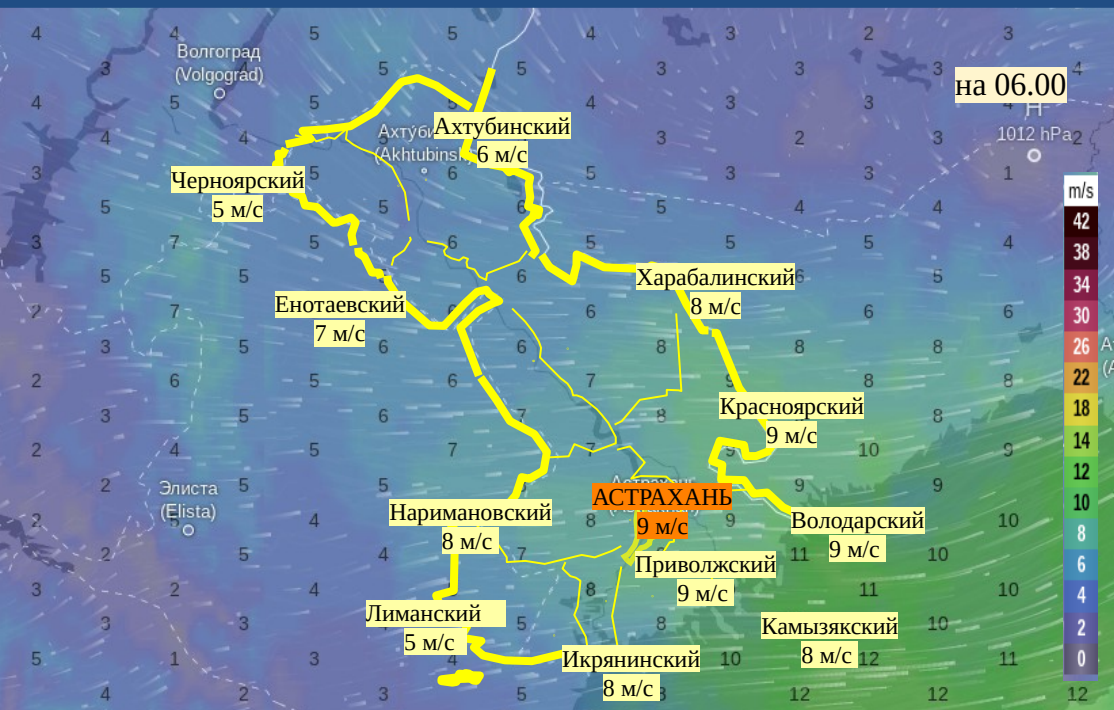 Волгоград
(Volgograd)
на 06.00
H
1012 hPa
Ахтубинский
(Akhtubinsk)
6 м/с
Черноярский
5 м/с
m/s
42
38
34
30
26
22
18
14
12
10
8
6
4
2
0
Харабалинский
8 м/с
Енотаевский
7 м/с
Красноярский
9 м/с
Элиста
(Elista)
АСТРАХАНЬ
9 м/с
Наримановский
8 м/с
Володарский
9 м/с
Приволжский
9 м/с
Лиманский
5 м/с
Камызякский
8 м/с
Икрянинский
8 м/с